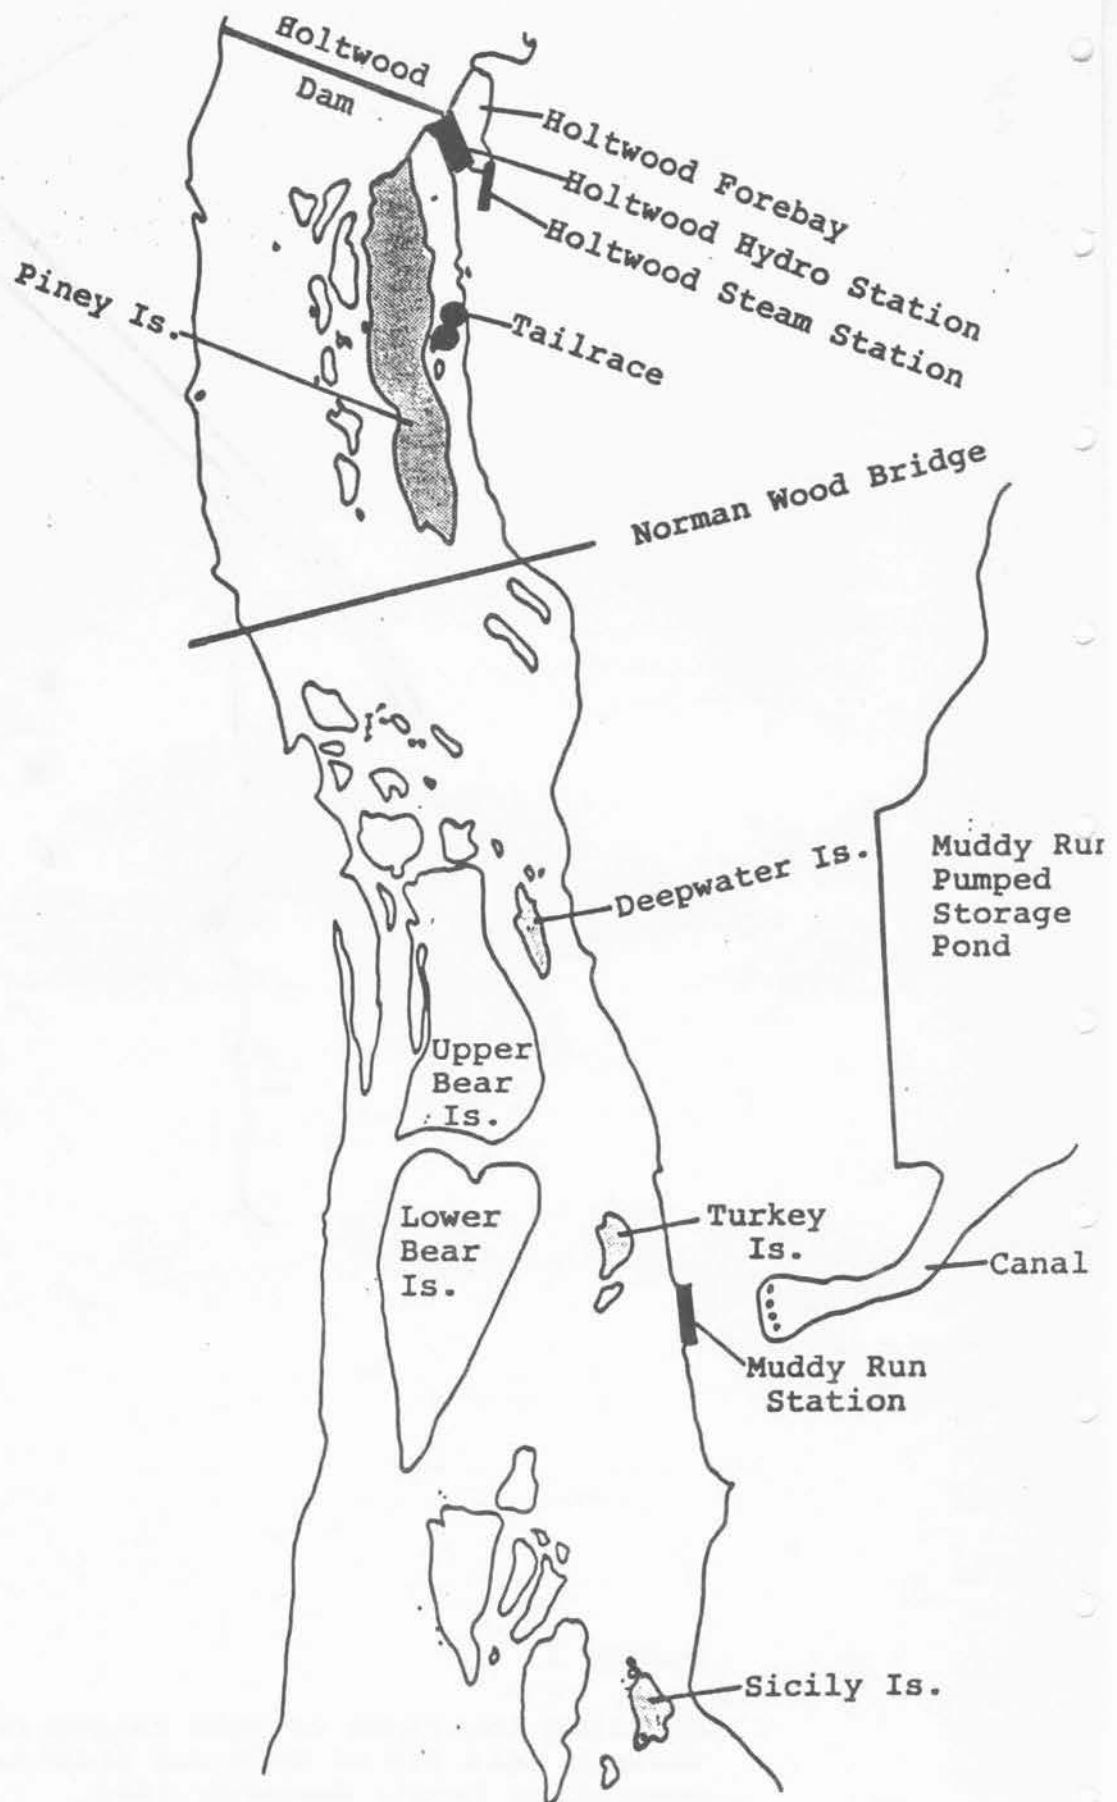 Holtwood
Dam
Holtwood Forebay
Holtwood Hydro Station
Holtwood Steam Station
Piney Is.
Tailrace
Norman Wood Bridge
Deepwater Is.
Muddy Run
Pumped
Storage
Pond
Upper
Bear
Is.
Lower
Bear
Is.
Turkey
Is.
Canal
Muddy Run
Station
Sicily Is.